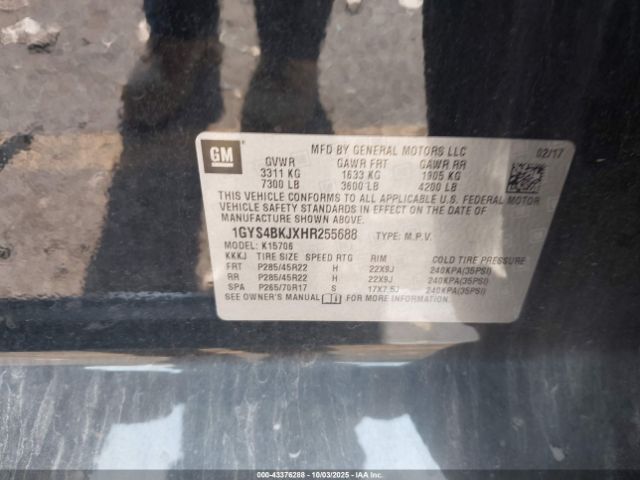 GM
MFD BY GENERAL MOTORS LLC 02/17
GVWR GAWR FRT GAWR RR
3311 KG 1633 KG 1905 KG
7300 LB 3600 LB 4200 LB
THIS VEHICLE CONFORMS TO ALL APPLICABLE U.S. FEDERAL MOTOR
VEHICLE SAFETY STANDARDS IN EFFECT ON THE DATE OF
MANUFACTURE SHOWN ABOVE.
1GYS4BKJXHR255688 TYPE: M.P.V.
MODEL: K15706
KKKJ TIRE SIZE SPEED RTG RIM COLD TIRE PRESSURE
FRT P285/45R22 H 22X9J 240KPA(35PSI)
RR P285/45R22 H 22X9J 240KPA(35PSI)
SPA P265/70R17 S 17X7.5J 240KPA(35PSI)
SEE OWNER'S MANUAL FOR MORE INFORMATION
000-43376288 - 10/03/2025 - IAAI.COM